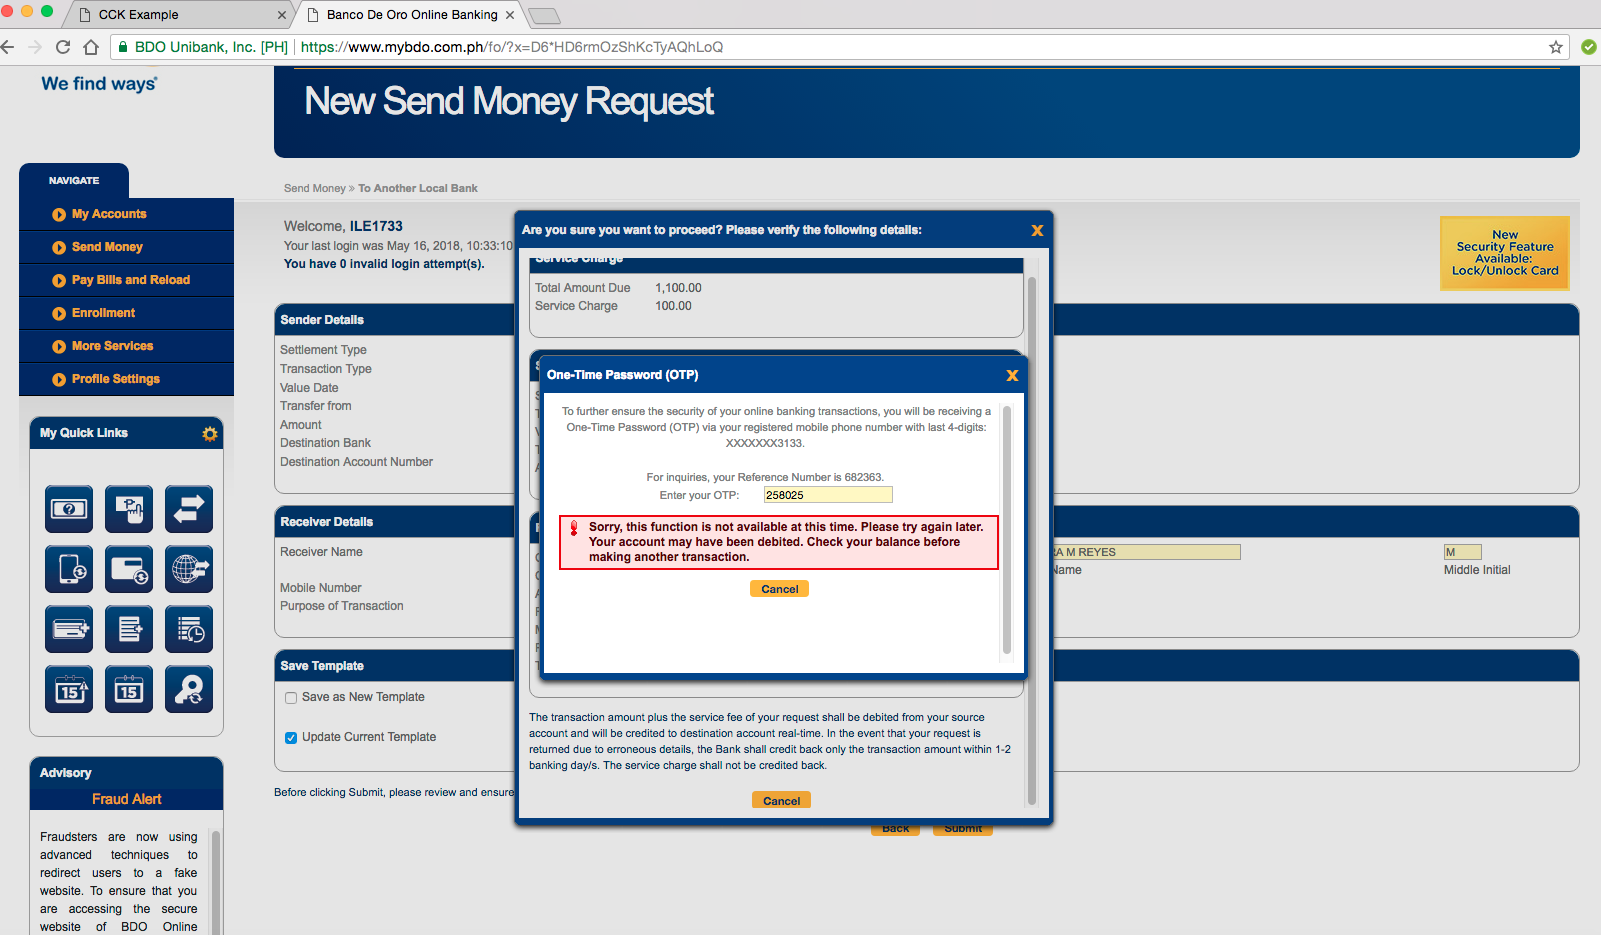 CCK Example
Banco De Oro Online Banking
BDO Unibank, Inc. [PH]
https://www.mybdo.com.ph/fo/?x=D6*HD6rmOzShKcTyAQhLoQ
We find ways®
New Send Money Request
NAVIGATE
My Accounts
Send Money
Pay Bills and Reload
Enrollment
More Services
Profile Settings
My Quick Links
15
15
Advisory
Fraud Alert
Fraudsters are now using
advanced techniques to
redirect users to a fake
website. To ensure that you
are accessing the secure
website of BDO Online
Send Money » To Another Local Bank
Welcome, ILE1733
Your last login was May 16, 2018, 10:33:10
You have 0 invalid login attempt(s).
New
Security Feature
Available:
Lock/Unlock Card
Sender Details
Settlement Type
Transaction Type
Value Date
Transfer from
Amount
Destination Bank
Destination Account Number
Receiver Details
Receiver Name
RA M REYES
M
Name
Middle Initial
Mobile Number
Purpose of Transaction
Save Template
Save as New Template
Update Current Template
Before clicking Submit, please review and ensure
Back
Submit
Are you sure you want to proceed? Please verify the following details:
X
Service Charge
Total Amount Due 1,100.00
Service Charge 100.00
One-Time Password (OTP)
X
To further ensure the security of your online banking transactions, you will be receiving a
One-Time Password (OTP) via your registered mobile phone number with last 4-digits:
XXXXXXX3133.
For inquiries, your Reference Number is 682363.
Enter your OTP: 258025
Sorry, this function is not available at this time. Please try again later.
Your account may have been debited. Check your balance before
making another transaction.
Cancel
The transaction amount plus the service fee of your request shall be debited from your source
account and will be credited to destination account real-time. In the event that your request is
returned due to erroneous details, the Bank shall credit back only the transaction amount within 1-2
banking day/s. The service charge shall not be credited back.
Cancel